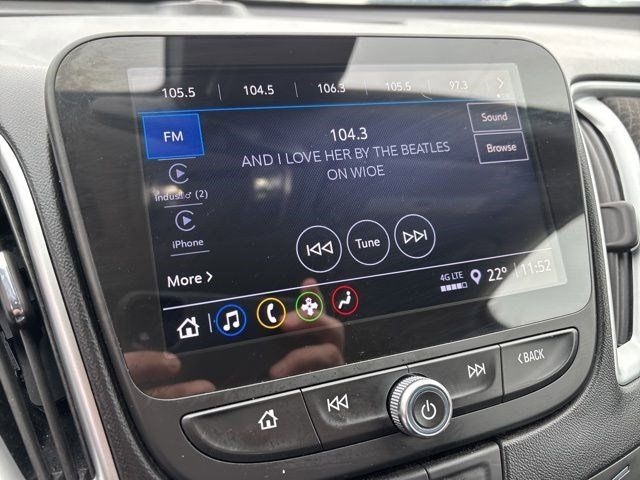 105.5 104.5 106.3 105.5 97.3
FM
Sound
104.3
AND I LOVE HER BY THE BEATLES
ON WIOE
Browse
(2)
iPhone
Tune
More
4G LTE
22° 11:52
BACK